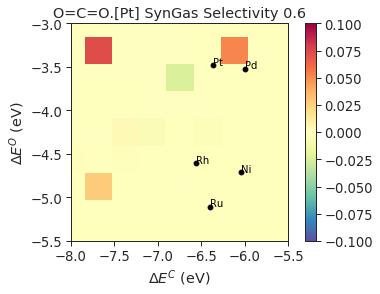 O=C=O.[Pt] SynGas Selectivity 0.6
−3.0
−3.5
−4.0
−4.5
−5.0
−5.5
ΔE^O (eV)
Pt
Pd
Rh
Ni
Ru
−8.0 −7.5 −7.0 −6.5 −6.0 −5.5
ΔE^C (eV)
0.100
0.075
0.050
0.025
0.000
−0.025
−0.050
−0.075
−0.100